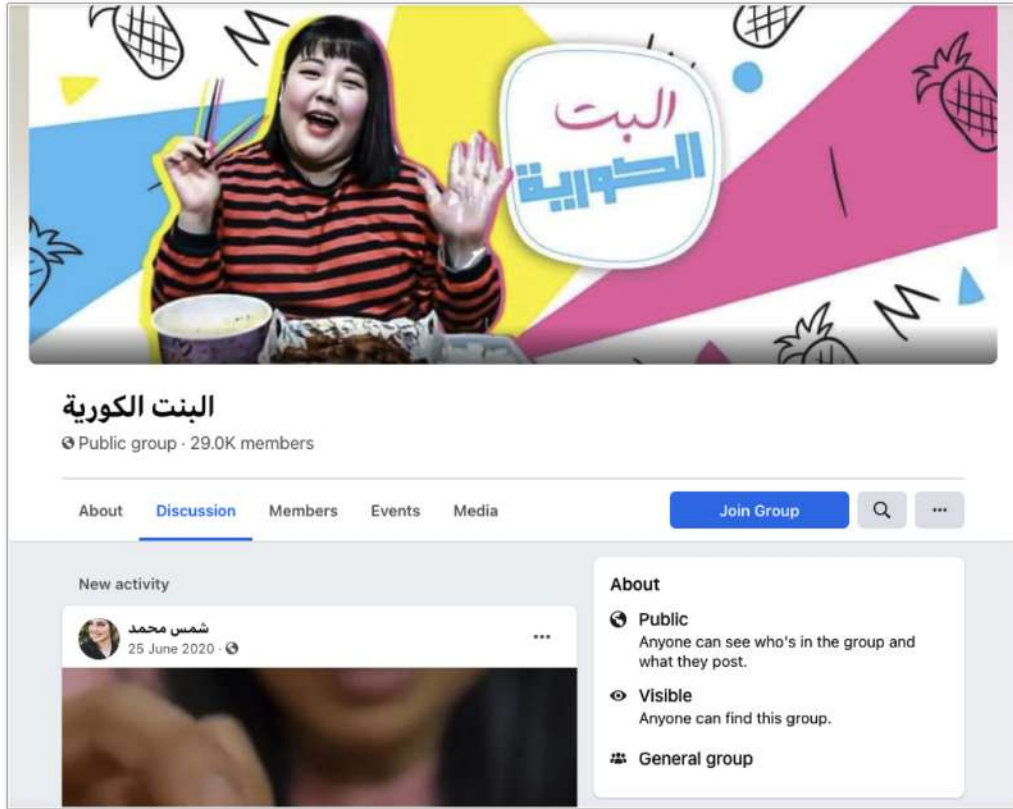 البت
الكورية
البنت الكورية
Public group · 29.0K members
About
Discussion
Members
Events
Media
Join Group
New activity
شمس محمد
25 June 2020 ·
About
Public
Anyone can see who's in the group and
what they post.
Visible
Anyone can find this group.
General group